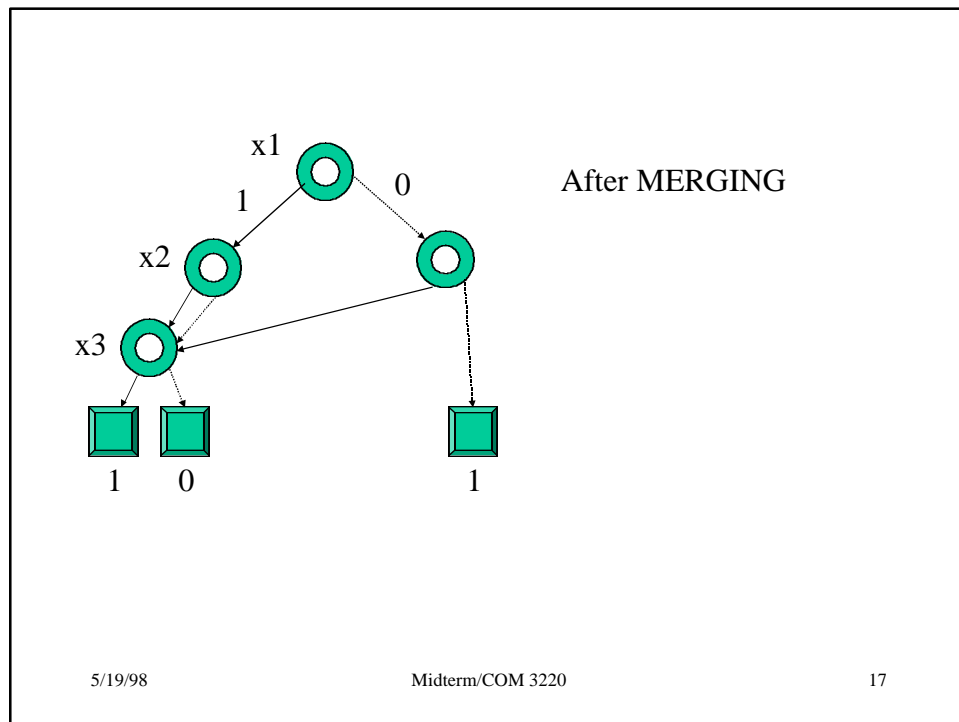 x1
After MERGING
0
1
x2
x3
1 0 1
5/19/98 Midterm/COM 3220 17